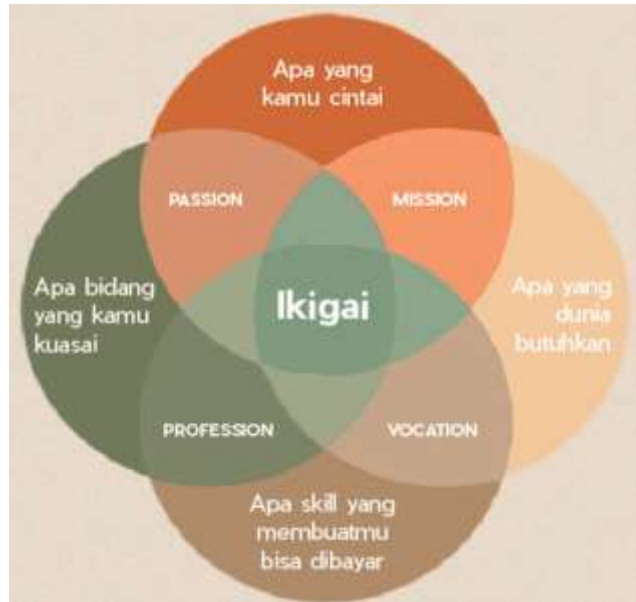 Apa yang
kamu cintai
PASSION
MISSION
Apa bidang
yang kamu
kuasai
Ikigai
Apa yang
dunia
butuhkan
PROFESSION
VOCATION
Apa skill yang
membuatmu
bisa dibayar